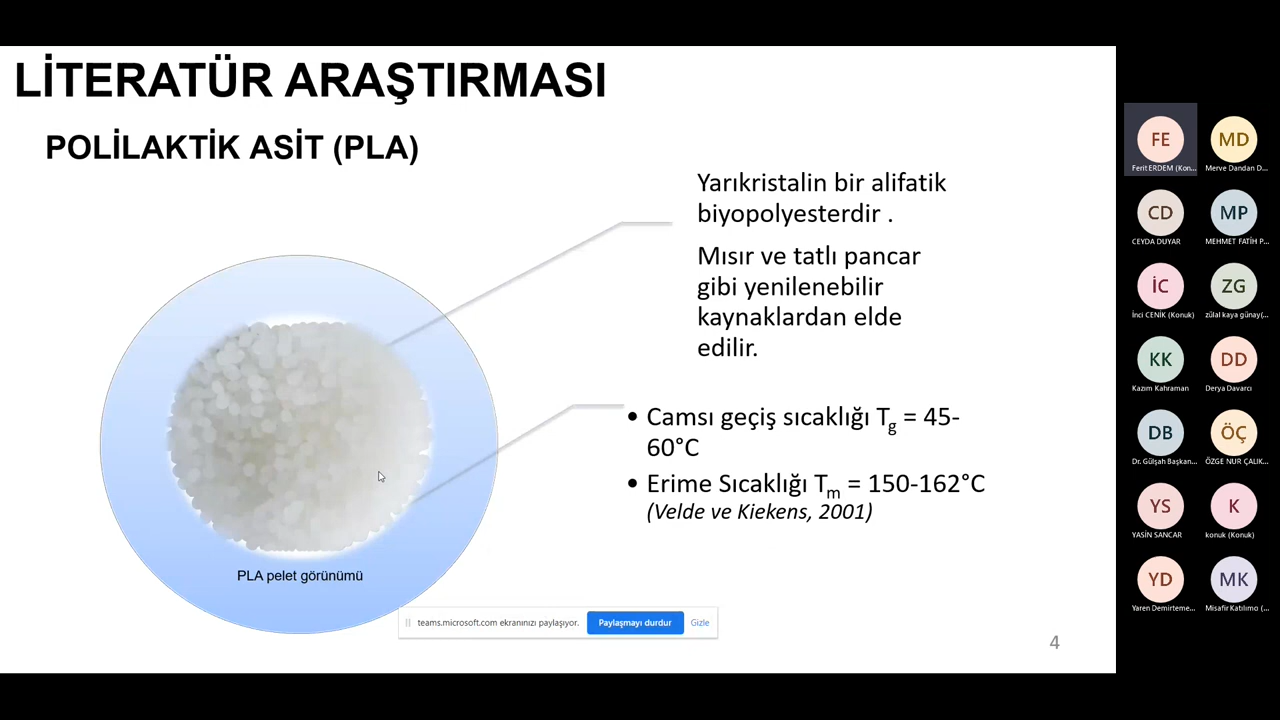 LİTERATÜR ARAŞTIRMASI
POLİLAKTİK ASİT (PLA)
Yarıkristalin bir alifatik
biyopolyesterdir .
Mısır ve tatlı pancar
gibi yenilenebilir
kaynaklardan elde
edilir.
• Camsı geçiş sıcaklığı Tg = 45-
60°C
• Erime Sıcaklığı Tm = 150-162°C
(Velde ve Kiekens, 2001)
PLA pelet görünümü
teams.microsoft.com ekranınızı paylaşıyor. Paylaşmayı durdur Gizle
4
FE MD
Ferit ERDEM (Kon... Merve Dandan D...
CD MP
CEYDA DUYAR MEHMET FATİH P...
İC ZG
İnci CENİK (Konuk) zülal kaya günay(...
KK DD
Kazım Kahraman Derya Davarcı
DB ÖÇ
Dr. Gülşah Başkan... ÖZGE NUR ÇALIK...
YS K
YASİN SANCAR konuk (Konuk)
YD MK
Yaren Demirteme... Misafir Katılımcı (...